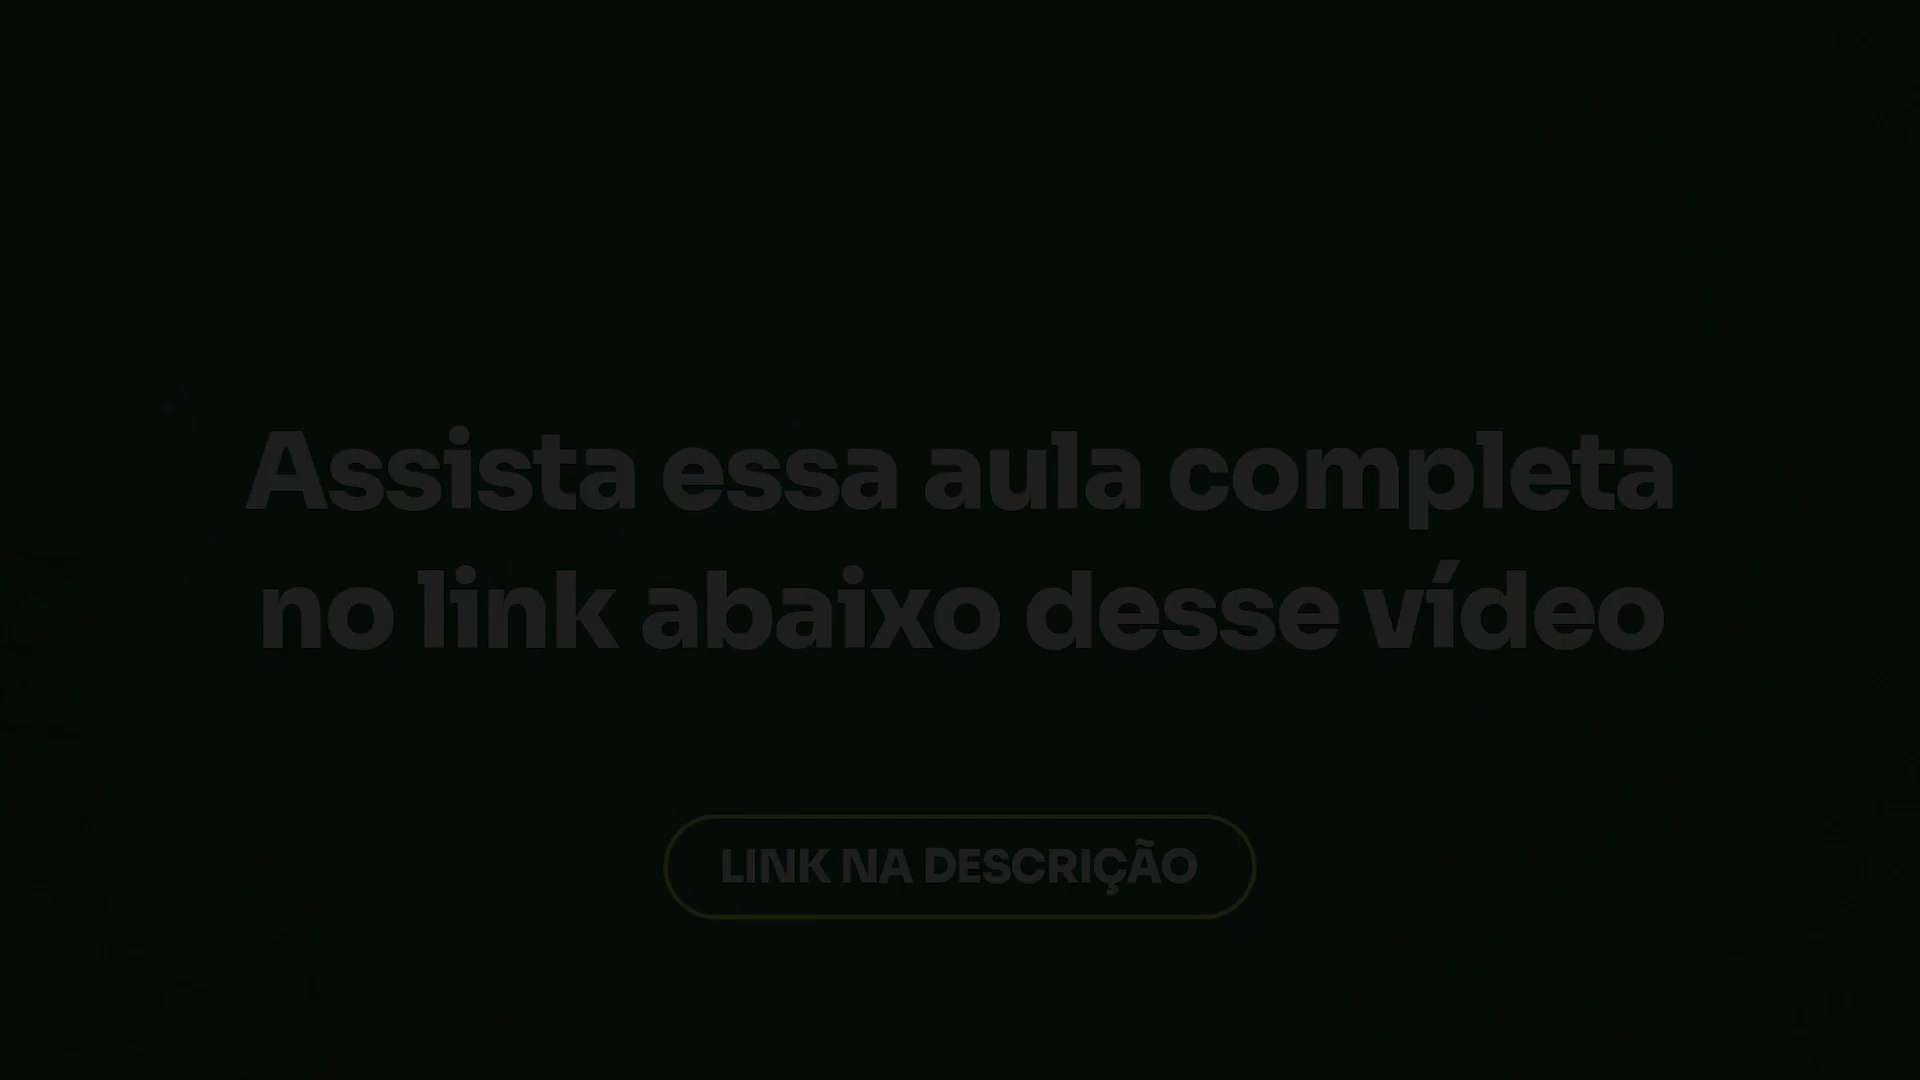 Assista essa aula completa
no link abaixo desse vídeo
LINK NA DESCRIÇÃO